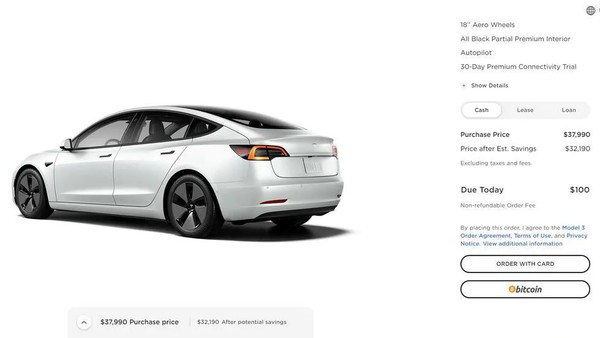 18" Aero Wheels
All Black Partial Premium Interior
Autopilot
30-Day Premium Connectivity Trial
+ Show Details
Cash Lease Loan
Purchase Price $37,990
Price after Est. Savings $32,190
Excluding taxes and fees
Due Today $100
Non-refundable Order Fee
By placing this order, I agree to the Model 3
Order Agreement, Terms of Use, and Privacy
Notice. View additional information
ORDER WITH CARD
bitcoin
$37,990 Purchase price $32,190 After potential savings